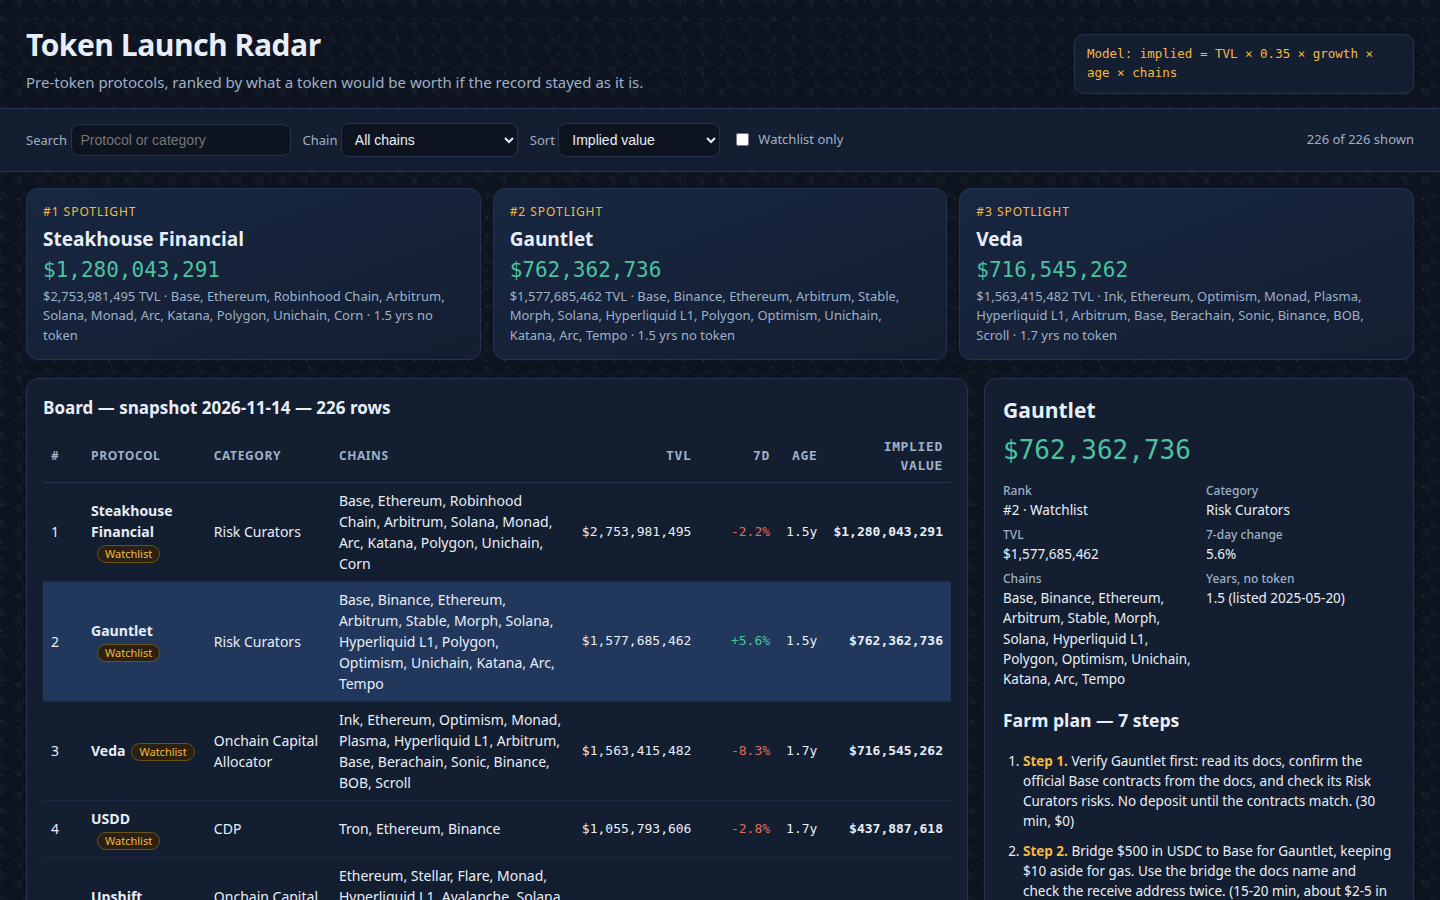 Token Launch Radar
Pre-token protocols, ranked by what a token would be worth if the record stayed as it is.
Model: implied = TVL × 0.35 × growth ×
age × chains
Search
Protocol or category
Chain
All chains
Sort
Implied value
Watchlist only
226 of 226 shown
#1 SPOTLIGHT
Steakhouse Financial
$1,280,043,291
$2,753,981,495 TVL · Base, Ethereum, Robinhood Chain, Arbitrum,
Solana, Monad, Arc, Katana, Polygon, Unichain, Corn · 1.5 yrs no
token
#2 SPOTLIGHT
Gauntlet
$762,362,736
$1,577,685,462 TVL · Base, Binance, Ethereum, Arbitrum, Stable,
Morph, Solana, Hyperliquid L1, Polygon, Optimism, Unichain,
Katana, Arc, Tempo · 1.5 yrs no token
#3 SPOTLIGHT
Veda
$716,545,262
$1,563,415,482 TVL · Ink, Ethereum, Optimism, Monad, Plasma,
Hyperliquid L1, Arbitrum, Base, Berachain, Sonic, Binance, BOB,
Scroll · 1.7 yrs no token
Board — snapshot 2026-11-14 — 226 rows
# PROTOCOL CATEGORY CHAINS TVL 7D AGE IMPLIED
VALUE
1
Steakhouse
Financial
Watchlist
Risk Curators
Base, Ethereum, Robinhood
Chain, Arbitrum, Solana, Monad,
Arc, Katana, Polygon, Unichain,
Corn
$2,753,981,495
-2.2%
1.5y
$1,280,043,291
2
Gauntlet
Watchlist
Risk Curators
Base, Binance, Ethereum,
Arbitrum, Stable, Morph, Solana,
Hyperliquid L1, Polygon,
Optimism, Unichain, Katana, Arc,
Tempo
$1,577,685,462
+5.6%
1.5y
$762,362,736
3
Veda Watchlist
Onchain Capital
Allocator
Ink, Ethereum, Optimism, Monad,
Plasma, Hyperliquid L1, Arbitrum,
Base, Berachain, Sonic, Binance,
BOB, Scroll
$1,563,415,482
-8.3%
1.7y
$716,545,262
4
USDD
Watchlist
CDP
Tron, Ethereum, Binance
$1,055,793,606
-2.8%
1.7y
$437,887,618
Upshift
Onchain Capital
Ethereum, Stellar, Flare, Monad,
Hyperliquid L1, Avalanche, Solana
Gauntlet
$762,362,736
Rank
#2 · Watchlist
Category
Risk Curators
TVL
$1,577,685,462
7-day change
5.6%
Chains
Base, Binance, Ethereum,
Arbitrum, Stable, Morph,
Solana, Hyperliquid L1,
Polygon, Optimism, Unichain,
Katana, Arc, Tempo
Years, no token
1.5 (listed 2025-05-20)
Farm plan — 7 steps
1. Step 1. Verify Gauntlet first: read its docs, confirm the
official Base contracts from the docs, and check its Risk
Curators risks. No deposit until the contracts match. (30
min, $0)
2. Step 2. Bridge $500 in USDC to Base for Gauntlet, keeping
$10 aside for gas. Use the bridge the docs name and
check the receive address twice. (15-20 min, about $2-5 in